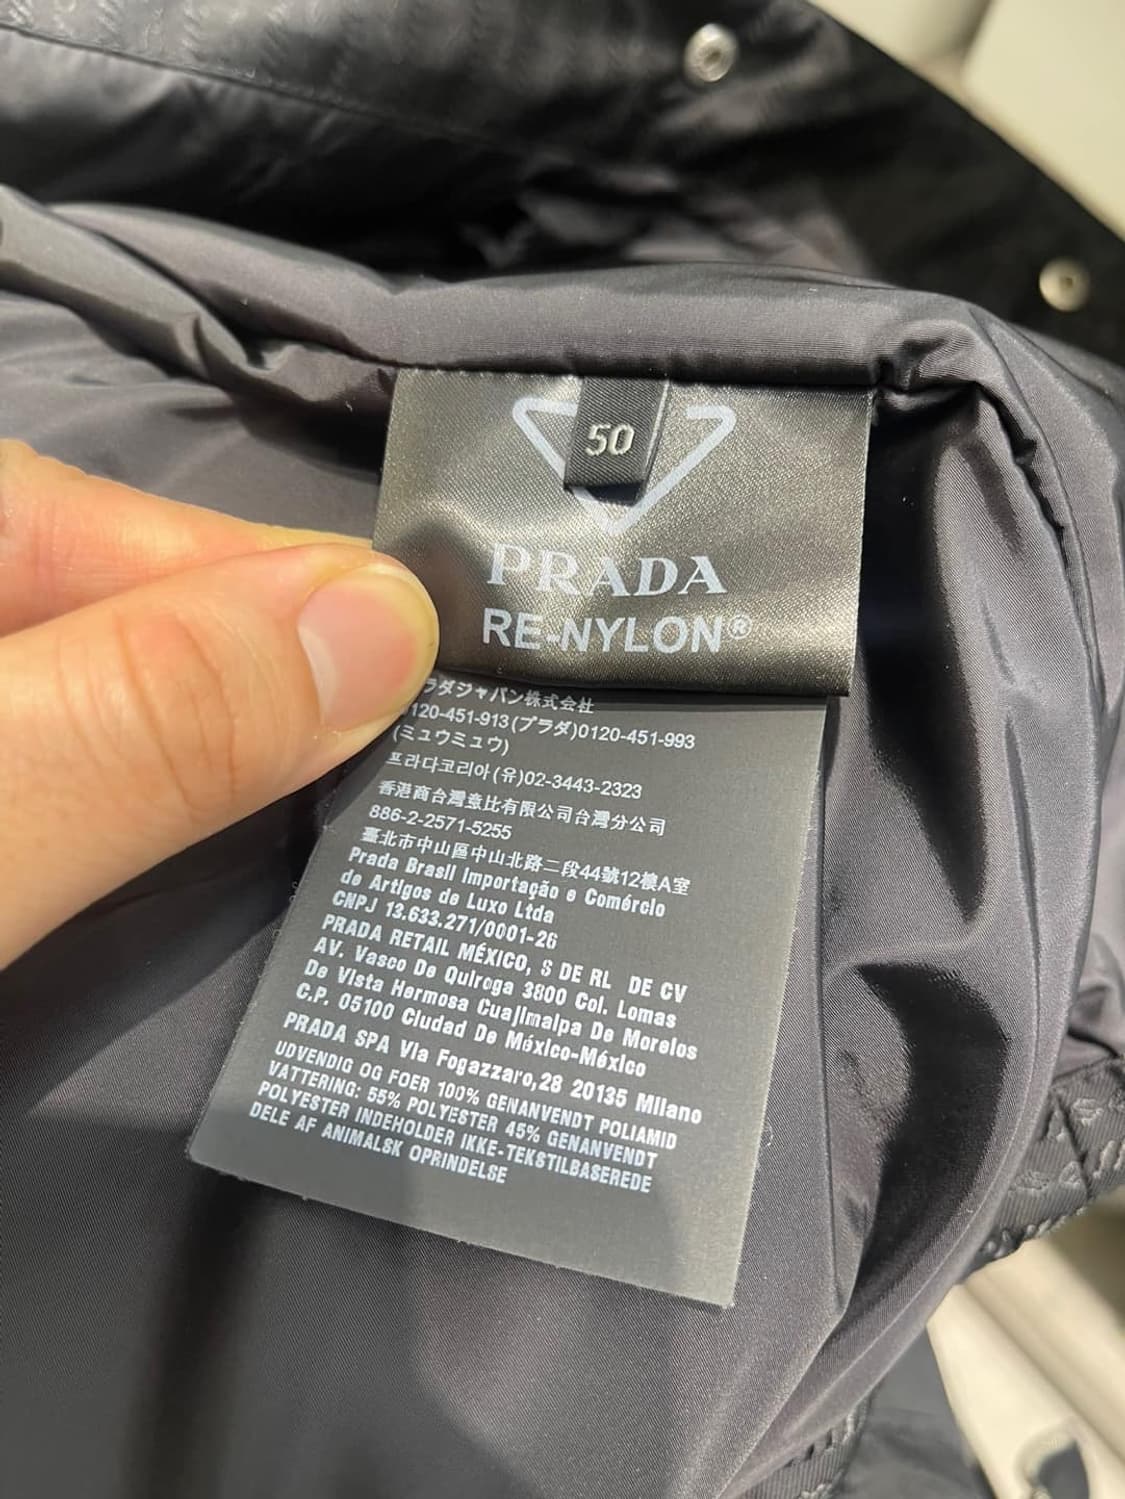 50
PRADA
RE-NYLON®
ラダジャパン株式会社
120-451-913(プラダ)0120-451-993
(ミュウミュウ)
프라다코리아(유)02-3443-2323
香港商台灣意比有限公司台灣分公司
886-2-2571-5255
臺北市中山區中山北路二段44號12樓A室
Prada Brasil Importação e Comércio
de Artigos de Luxo Ltda
CNPJ 13.633.271/0001-26
PRADA RETAIL MÉXICO, S DE RL DE CV
AV. Vasco De Quiroga 3800 Col. Lomas
De Vista Hermosa Cuajimalpa De Morelos
C.P. 05100 Ciudad De México-México
PRADA SPA Via Fogazzaro,28 20135 Milano
UDVENDIG OG FOER 100% GENANVENDT POLIAMID
VATTERING: 55% POLYESTER 45% GENANVENDT
POLYESTER INDEHOLDER IKKE-TEKSTILBASEREDE
DELE AF ANIMALSK OPRINDELSE